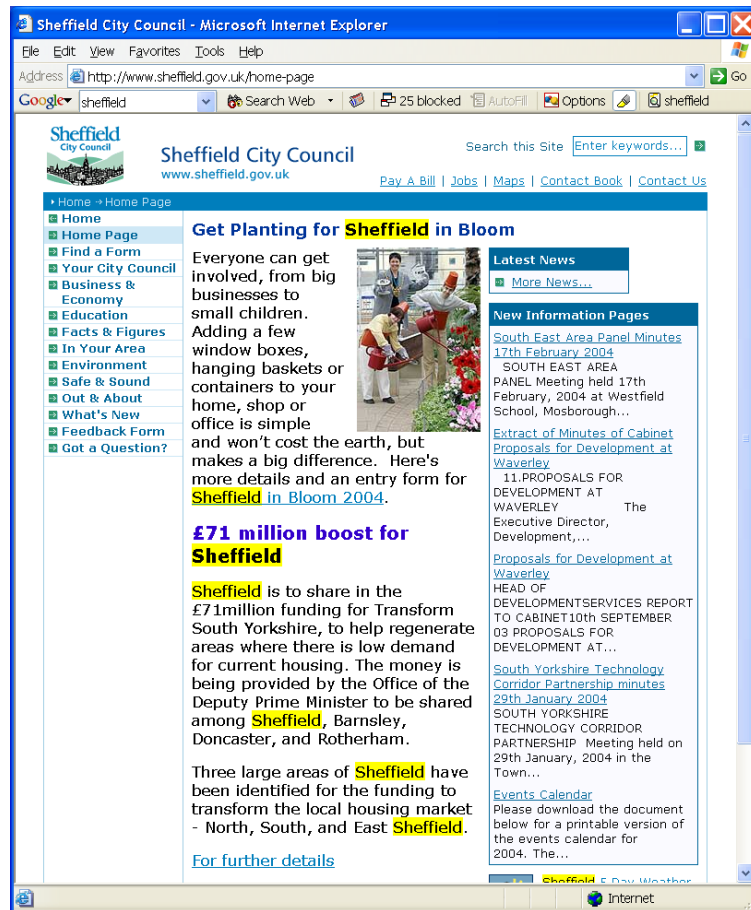 Sheffield City Council - Microsoft Internet Explorer
File Edit View Favorites Tools Help
Address http://www.sheffield.gov.uk/home-page Go
Google sheffield Search Web 25 blocked AutoFill Options sheffield
Sheffield
City Council
Sheffield City Council
www.sheffield.gov.uk
Search this Site Enter keywords...
Pay A Bill | Jobs | Maps | Contact Book | Contact Us
Home → Home Page
Home
Home Page
Find a Form
Your City Council
Business &
Economy
Education
Facts & Figures
In Your Area
Environment
Safe & Sound
Out & About
What's New
Feedback Form
Got a Question?
Get Planting for Sheffield in Bloom
Everyone can get
involved, from big
businesses to
small children.
Adding a few
window boxes,
hanging baskets or
containers to your
home, shop or
office is simple
and won't cost the earth, but
makes a big difference. Here's
more details and an entry form for
Sheffield in Bloom 2004.
£71 million boost for
Sheffield
Sheffield is to share in the
£71million funding for Transform
South Yorkshire, to help regenerate
areas where there is low demand
for current housing. The money is
being provided by the Office of the
Deputy Prime Minister to be shared
among Sheffield, Barnsley,
Doncaster, and Rotherham.
Three large areas of Sheffield have
been identified for the funding to
transform the local housing market
- North, South, and East Sheffield.
For further details
Latest News
More News...
New Information Pages
South East Area Panel Minutes
17th February 2004
SOUTH EAST AREA
PANEL Meeting held 17th
February, 2004 at Westfield
School, Mosborough...
Extract of Minutes of Cabinet
Proposals for Development at
Waverley
11.PROPOSALS FOR
DEVELOPMENT AT
WAVERLEY The
Executive Director,
Development,...
Proposals for Development at
Waverley
HEAD OF
DEVELOPMENTSERVICES REPORT
TO CABINET10th SEPTEMBER
03 PROPOSALS FOR
DEVELOPMENT AT...
South Yorkshire Technology
Corridor Partnership minutes
29th January 2004
SOUTH YORKSHIRE
TECHNOLOGY CORRIDOR
PARTNERSHIP Meeting held on
29th January, 2004 in the
Town...
Events Calendar
Please download the document
below for a printable version of
the events calendar for
2004. The...
Sheffield 5 Day Weather
Internet